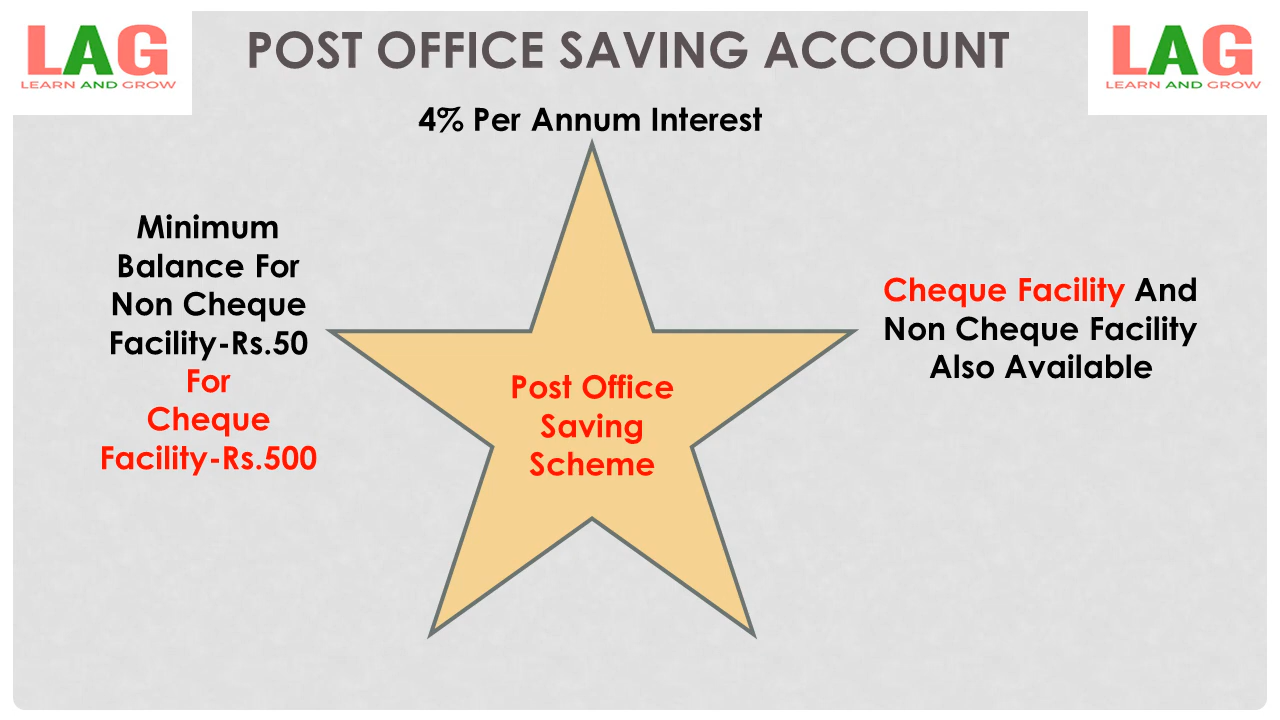 LAG
LEARN AND GROW
POST OFFICE SAVING ACCOUNT
LAG
LEARN AND GROW
4% Per Annum Interest
Minimum
Balance For
Non Cheque
Facility-Rs.50
For
Cheque
Facility-Rs.500
Cheque Facility And
Non Cheque Facility
Also Available
Post Office
Saving
Scheme